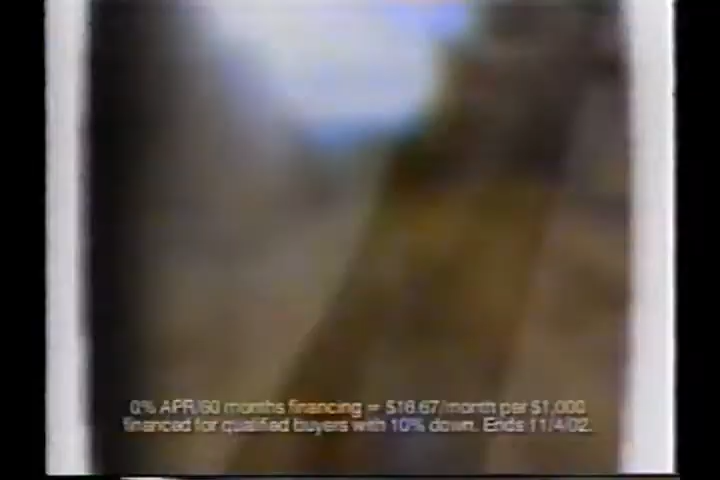 0% APR/60 months financing = $16.67/month per $1,000
financed for qualified buyers with 10% down. Ends 11/4/02.